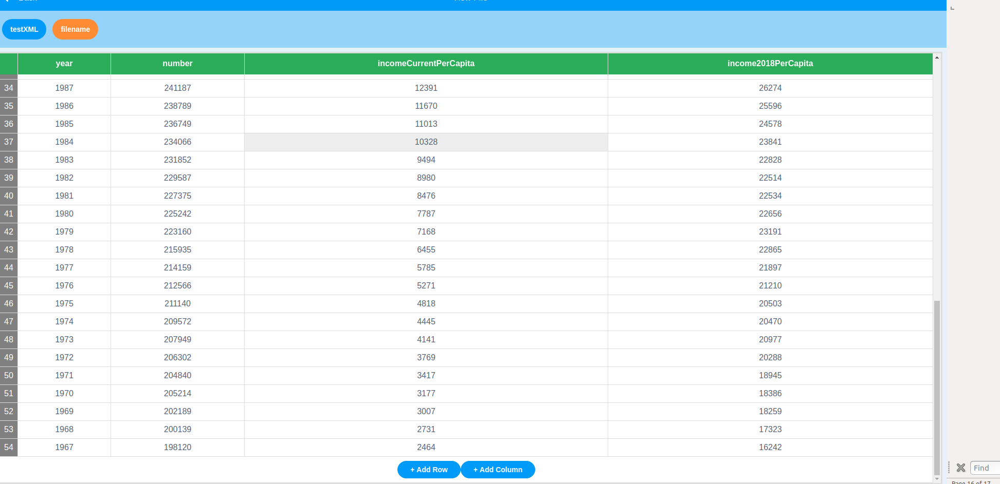 testXML filename
year number incomeCurrentPerCapita income2018PerCapita
34 1987 241187 12391 26274
35 1986 238789 11670 25596
36 1985 236749 11013 24578
37 1984 234066 10328 23841
38 1983 231852 9494 22828
39 1982 229587 8980 22514
40 1981 227375 8476 22534
41 1980 225242 7787 22656
42 1979 223160 7168 23191
43 1978 215935 6455 22865
44 1977 214159 5785 21897
45 1976 212566 5271 21210
46 1975 211140 4818 20503
47 1974 209572 4445 20470
48 1973 207949 4141 20977
49 1972 206302 3769 20288
50 1971 204840 3417 18945
51 1970 205214 3177 18386
52 1969 202189 3007 18259
53 1968 200139 2731 17323
54 1967 198120 2464 16242
+ Add Row + Add Column
Find
Page 16 of 17